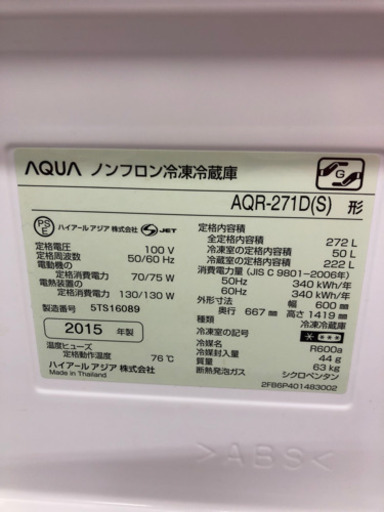 AQUA ノンフロン冷凍冷蔵庫
G
AQR-271D(S) 形
PS
E
ハイアール アジア 株式会社 JET
定格電圧 100 V
定格周波数 50/60 Hz
電動機の
定格消費電力 70/75 W
電熱装置の
定格消費電力 130/130 W
製造番号 5TS16089
2015 年製
温度ヒューズ
定格動作温度 76℃
ハイアール アジア 株式会社
Made in Thailand
定格内容積
全定格内容積 272 L
冷凍室の定格内容積 50 L
冷蔵室の定格内容積 222 L
消費電力量 (JIS C 9801-2006年)
50Hz 340 kWh/年
60Hz 340 kWh/年
外形寸法 幅 600 mm
奥行 667 mm 高さ 1419 mm
種類 冷凍冷蔵庫
冷凍室の記号
冷媒名 R600a
冷媒封入量 44 g
質量 63 kg
断熱発泡ガス シクロペンタン
2FB6P401483002
>ABS<